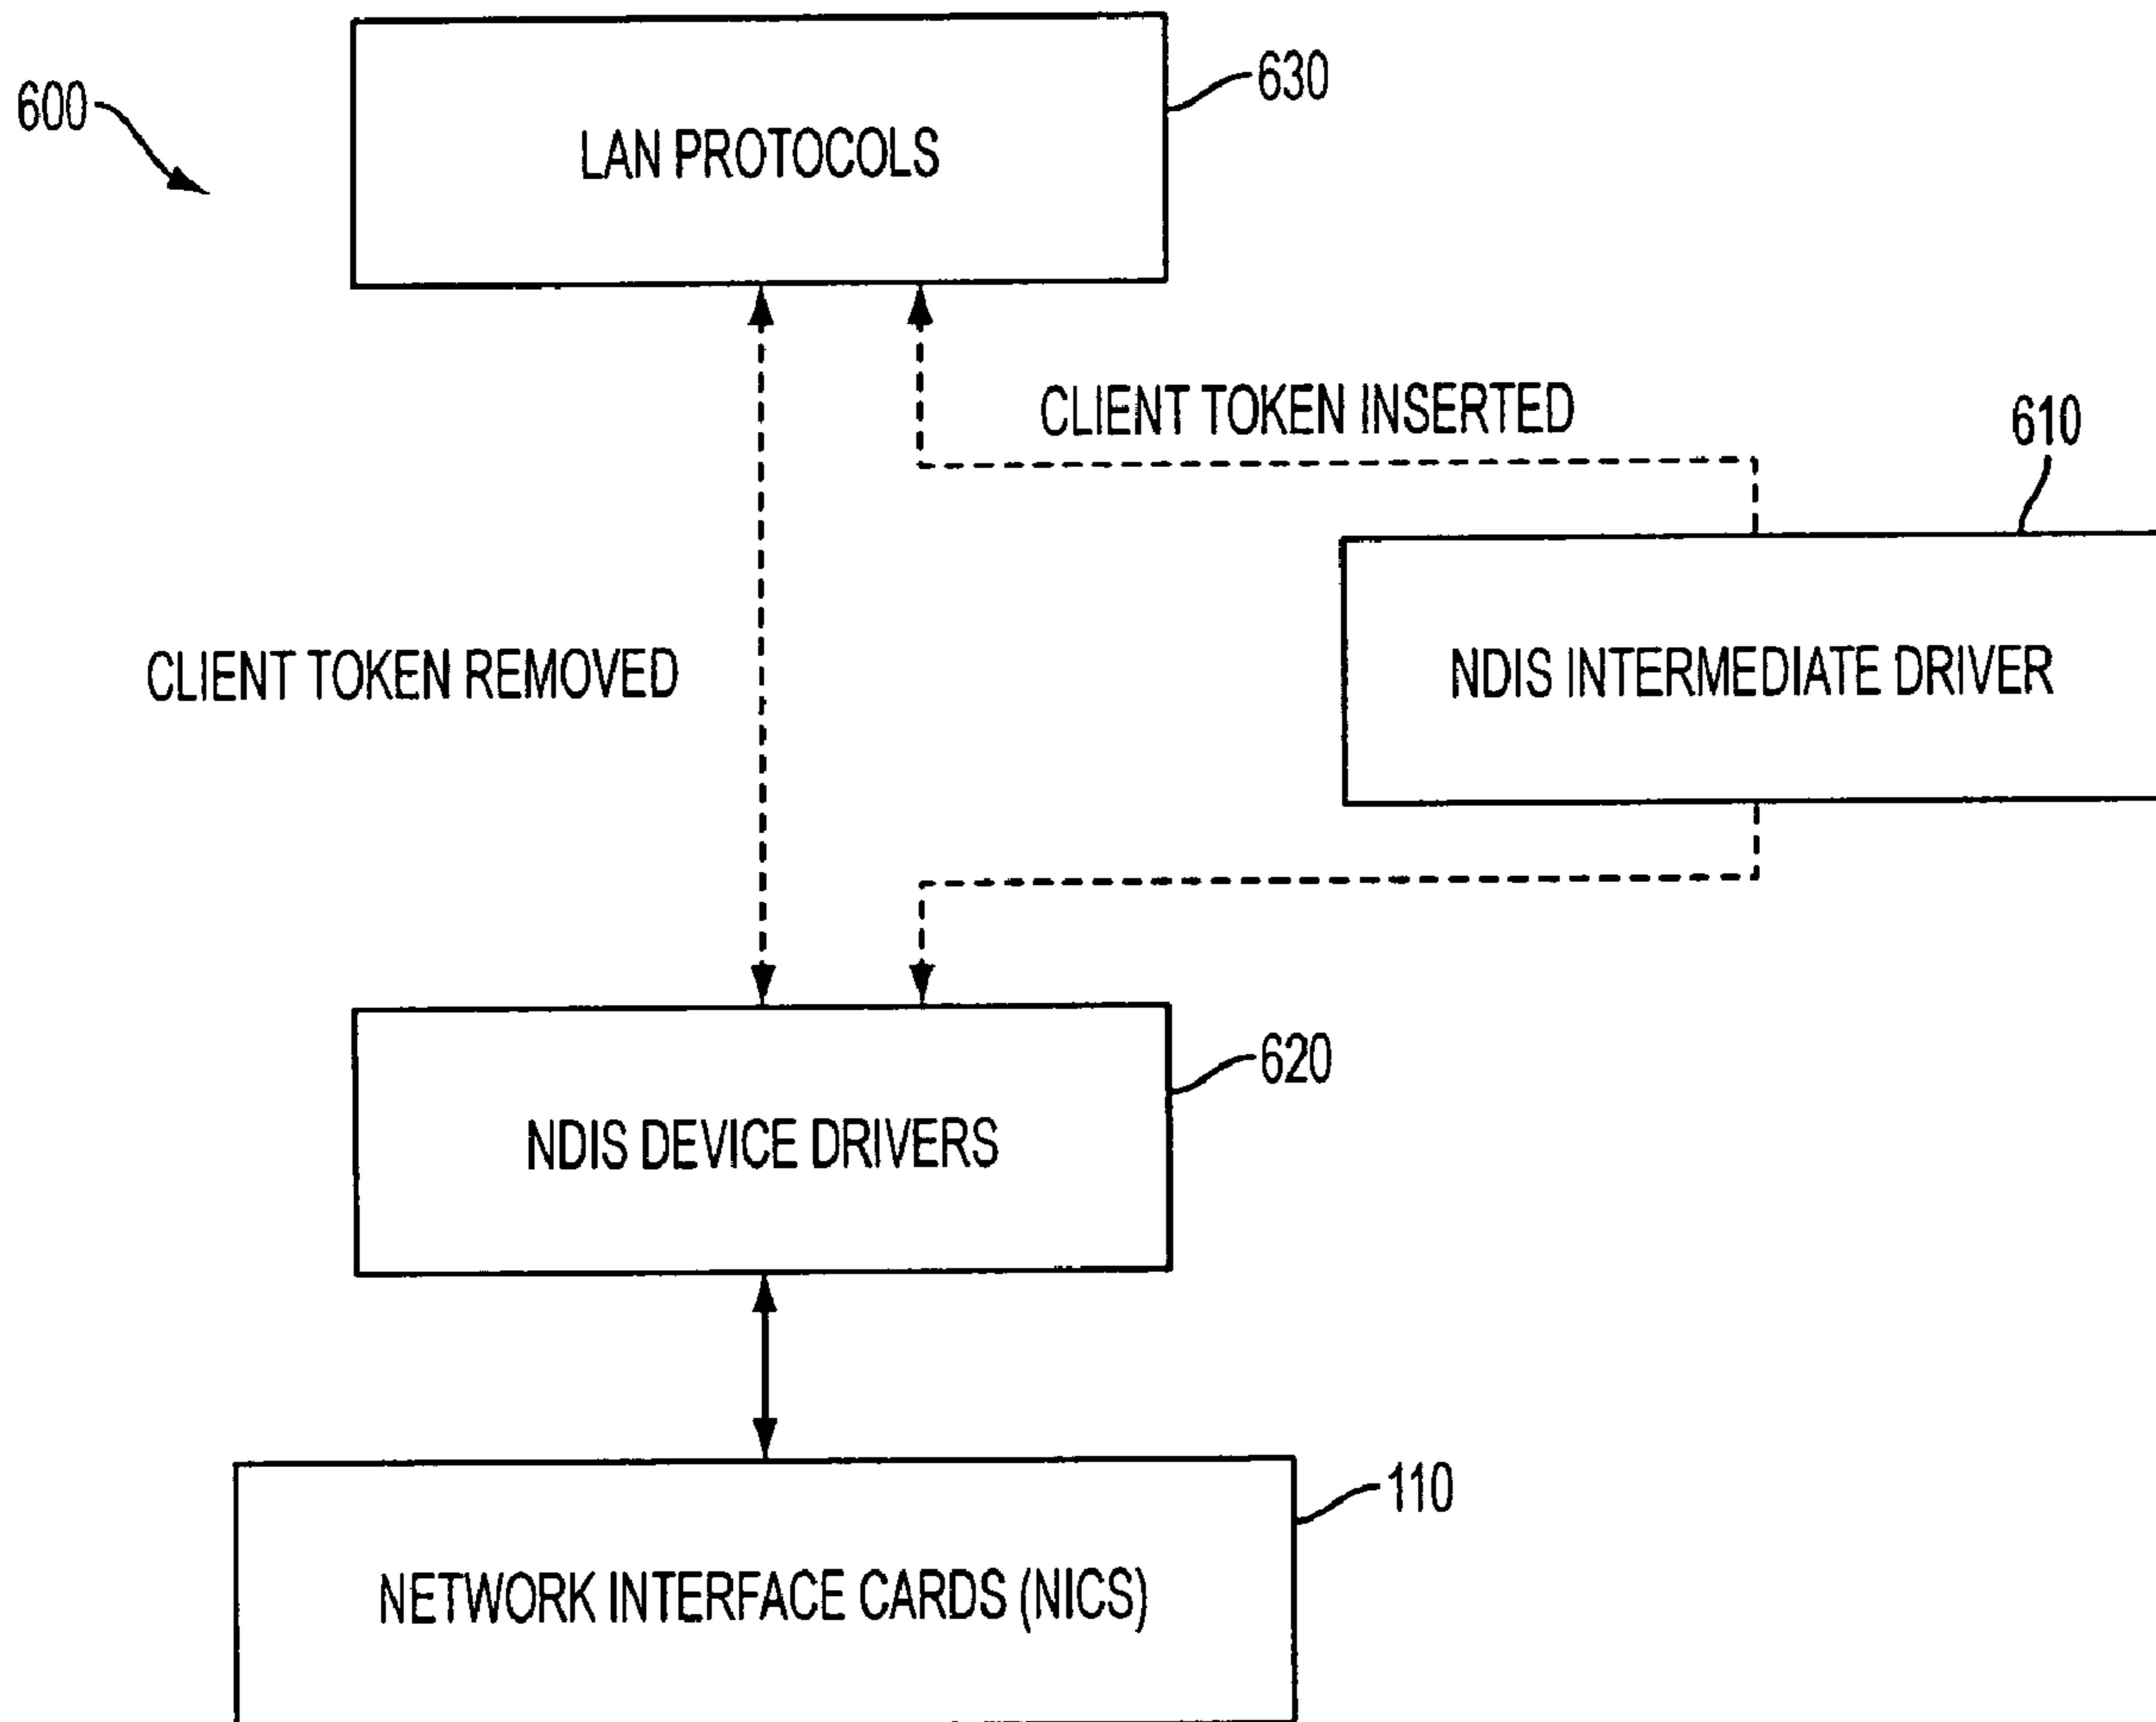 600
630
LAN PROTOCOLS
CLIENT TOKEN INSERTED
610
CLIENT TOKEN REMOVED
NDIS INTERMEDIATE DRIVER
620
NDIS DEVICE DRIVERS
110
NETWORK INTERFACE CARDS (NICS)